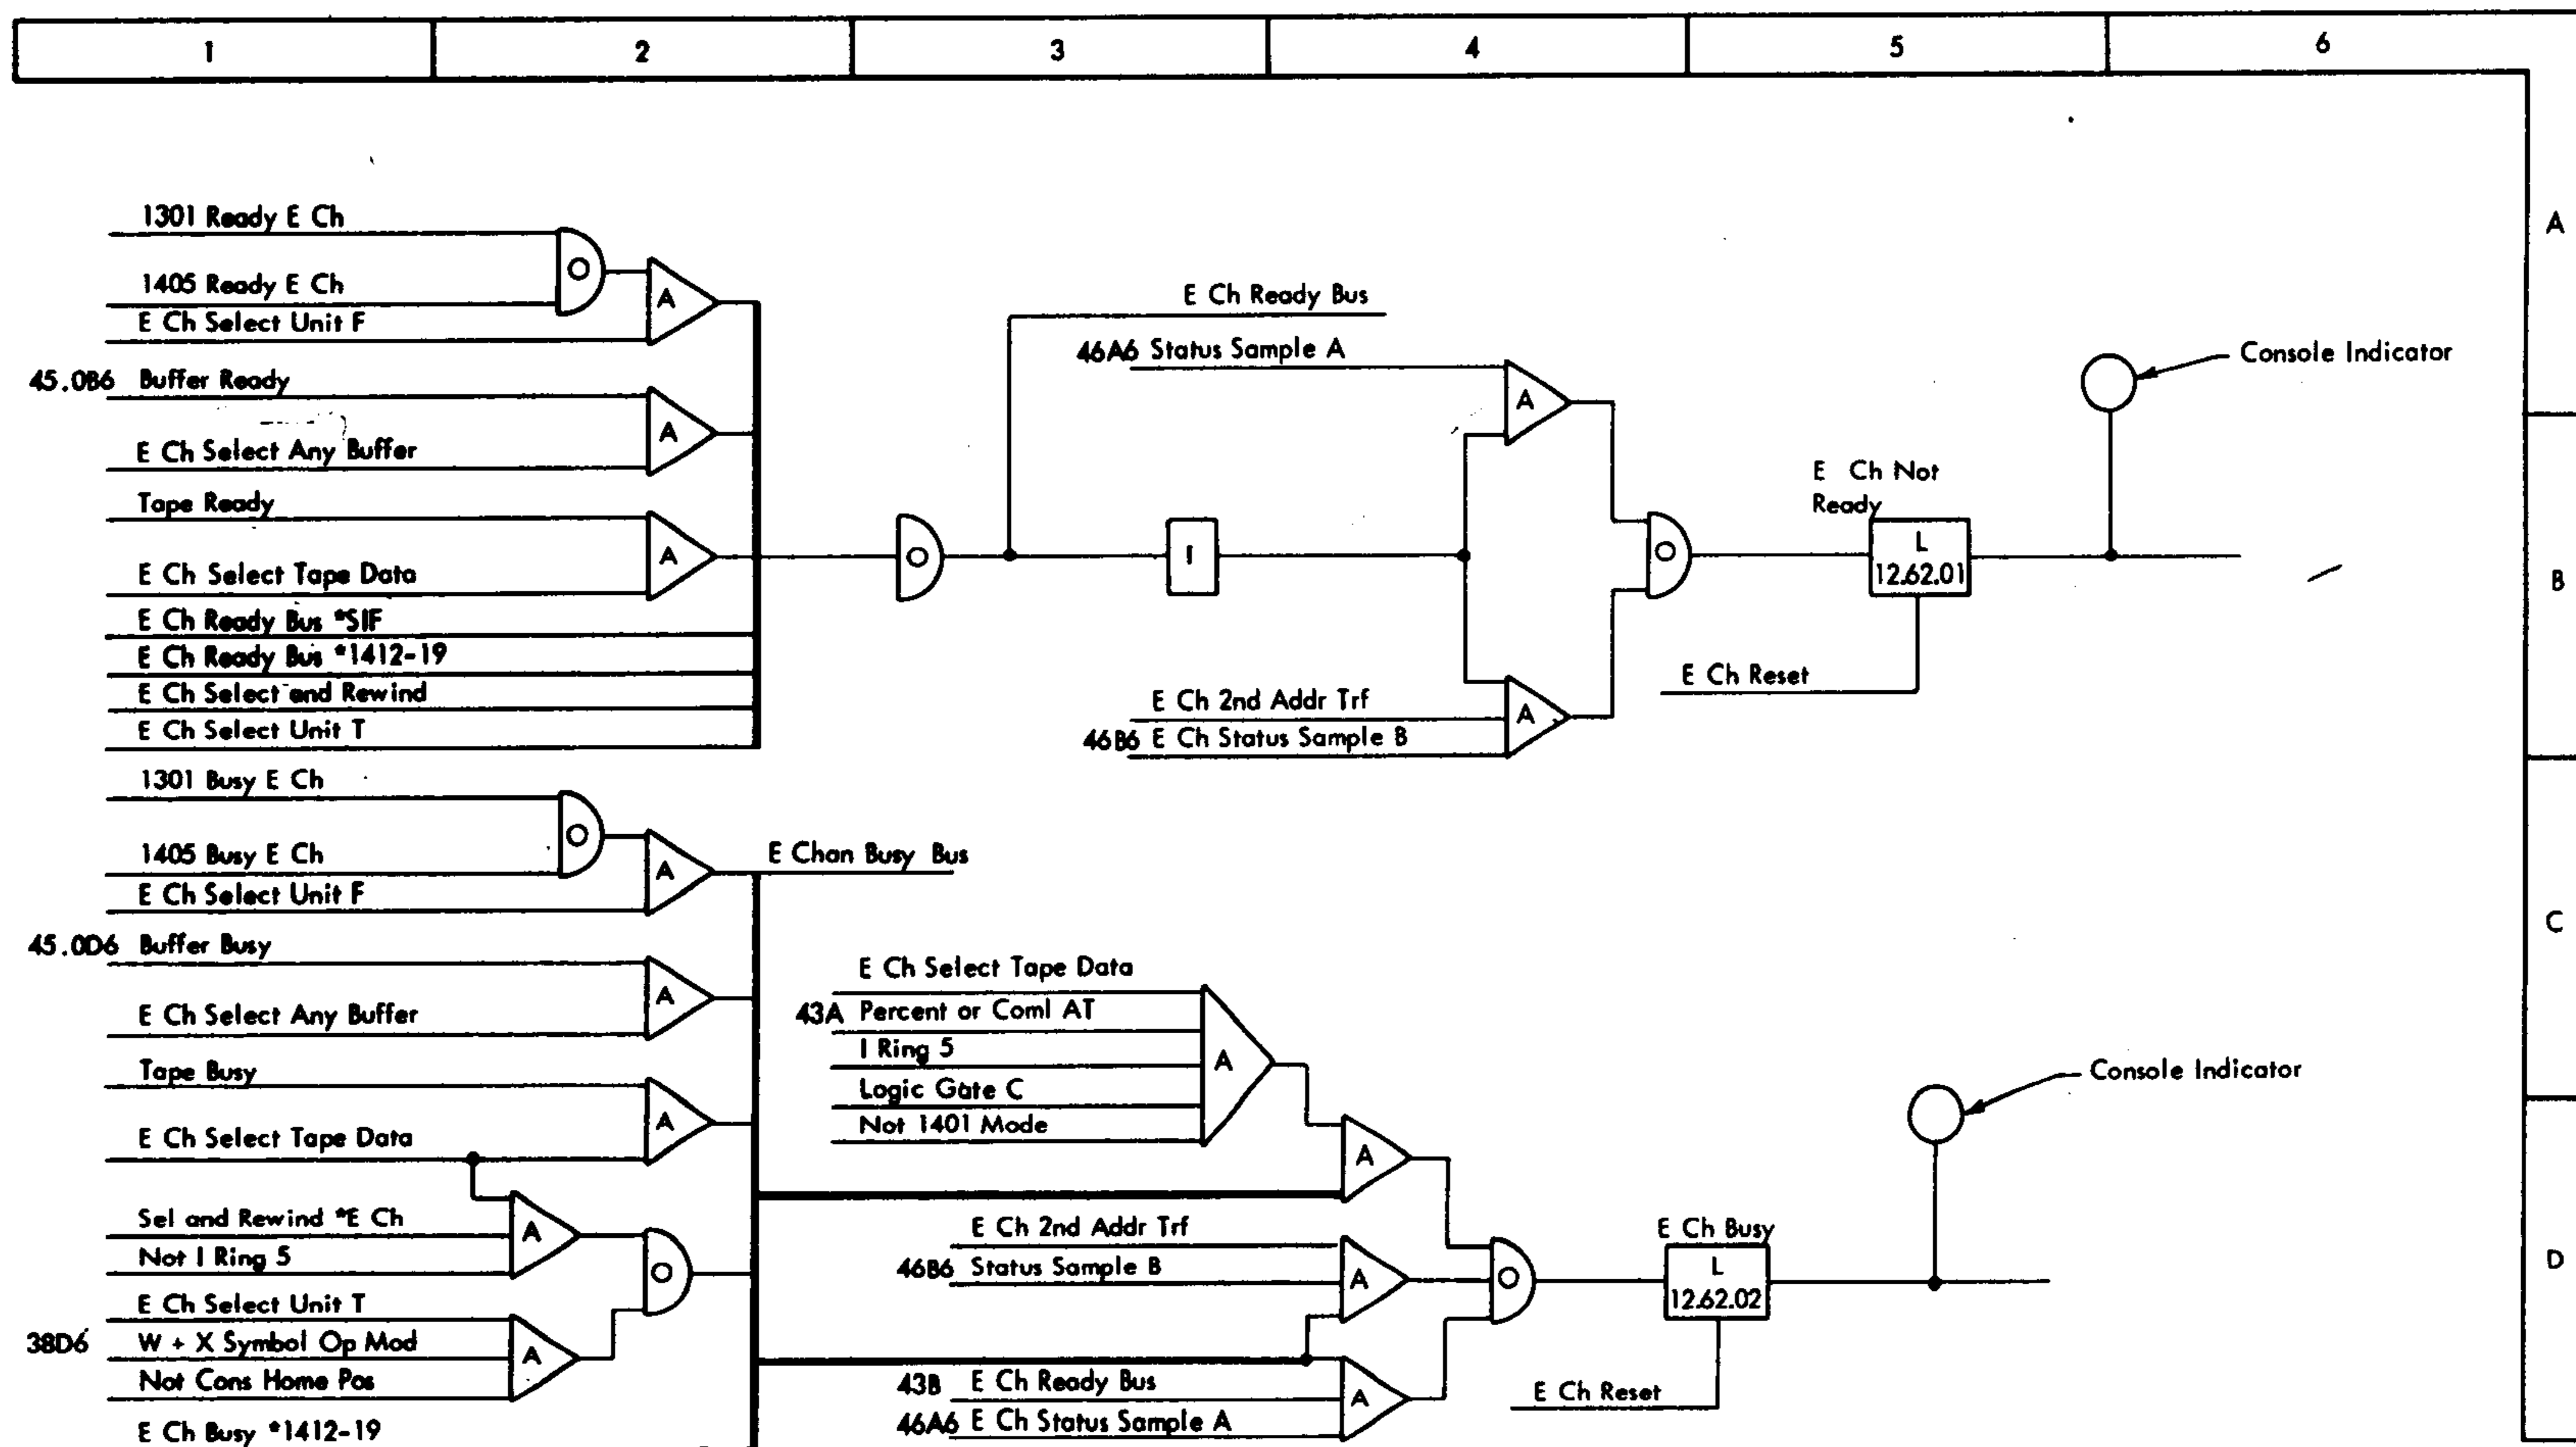 1 2 3 4 5 6
A
1301 Ready E Ch
O
1405 Ready E Ch
A
E Ch Select Unit F
E Ch Ready Bus
46A6 Status Sample A
Console Indicator
45.0B6 Buffer Ready
A
A
E Ch Select Any Buffer
E Ch Not
Ready
Tape Ready
A
O
I
O
L
12.62.01
B
E Ch Select Tape Data
E Ch Ready Bus *SIF
E Ch Ready Bus *1412-19
E Ch Select and Rewind
E Ch Reset
E Ch Select Unit T
E Ch 2nd Addr Trf
A
46B6 E Ch Status Sample B
1301 Busy E Ch
O
1405 Busy E Ch
A
E Chan Busy Bus
E Ch Select Unit F
C
45.0D6 Buffer Busy
A
E Ch Select Any Buffer
E Ch Select Tape Data
43A Percent or Coml AT
I Ring 5
A
Logic Gate C
Not 1401 Mode
Tape Busy
A
Console Indicator
E Ch Select Tape Data
A
Sel and Rewind *E Ch
A
Not I Ring 5
O
E Ch 2nd Addr Trf
46B6 Status Sample B
A
O
E Ch Busy
L
12.62.02
D
E Ch Select Unit T
38D6 W + X Symbol Op Mod
A
Not Cons Home Pos
43B E Ch Ready Bus
A
46A6 E Ch Status Sample A
E Ch Reset
E Ch Busy *1412-19